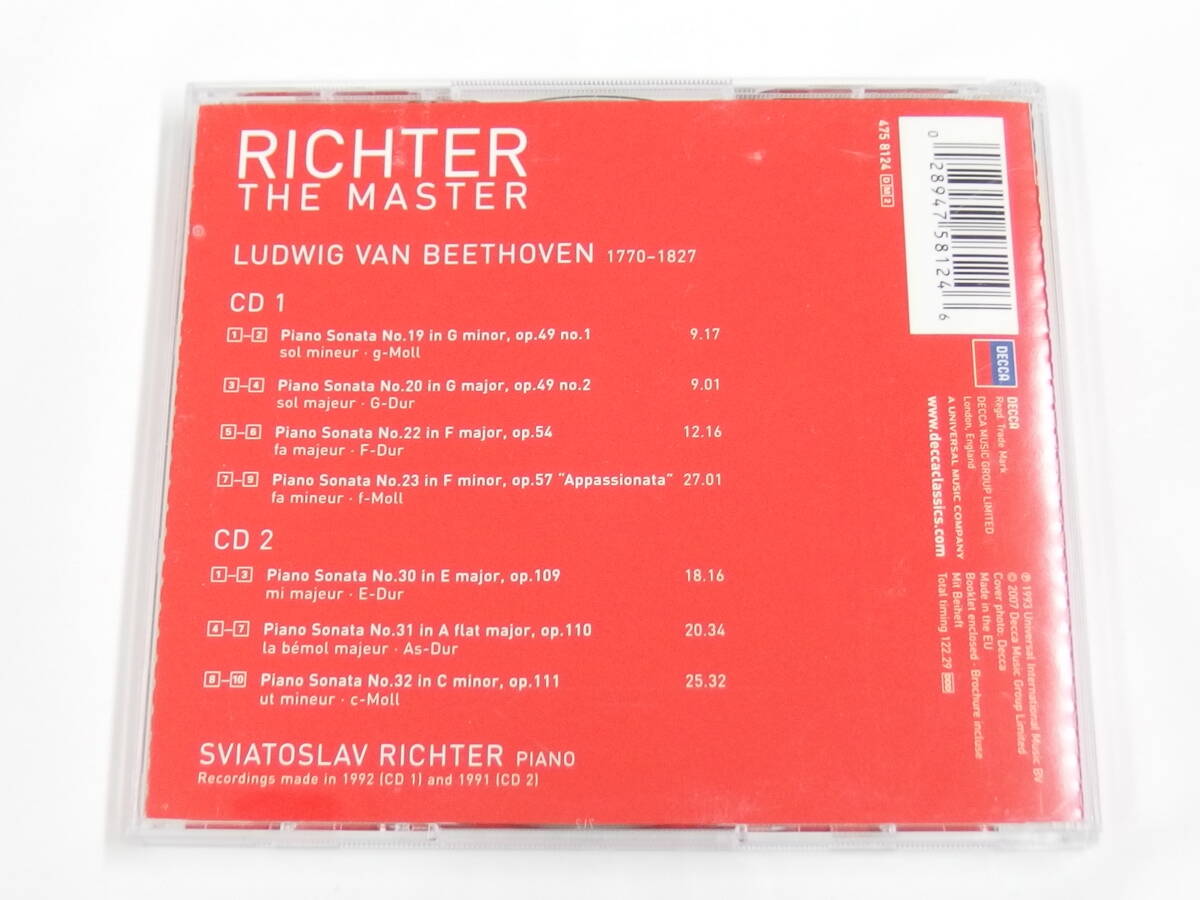 RICHTER
THE MASTER
LUDWIG VAN BEETHOVEN 1770–1827
CD 1
1–2 Piano Sonata No.19 in G minor, op.49 no.1 9.17
sol mineur · g-Moll
3–4 Piano Sonata No.20 in G major, op.49 no.2 9.01
sol majeur · G-Dur
5–6 Piano Sonata No.22 in F major, op.54 12.16
fa majeur · F-Dur
7–9 Piano Sonata No.23 in F minor, op.57 "Appassionata" 27.01
fa mineur · f-Moll
CD 2
1–3 Piano Sonata No.30 in E major, op.109 18.16
mi majeur · E-Dur
4–7 Piano Sonata No.31 in A flat major, op.110 20.34
la bémol majeur · As-Dur
8–10 Piano Sonata No.32 in C minor, op.111 25.32
ut mineur · c-Moll
SVIATOSLAV RICHTER PIANO
Recordings made in 1992 (CD 1) and 1991 (CD 2)
475 8124 DM2
0 28947 58124 6
DECCA
DECCA
Regd. Trade Mark
DECCA MUSIC GROUP LIMITED
London, England
A UNIVERSAL MUSIC COMPANY
www.deccaclassics.com
℗ 1993 Universal International Music BV
© 2007 Decca Music Group Limited
Cover photo: Decca
Made in the EU
Booklet enclosed · Brochure incluse
Mit Beiheft
Total timing 122.29 DDD